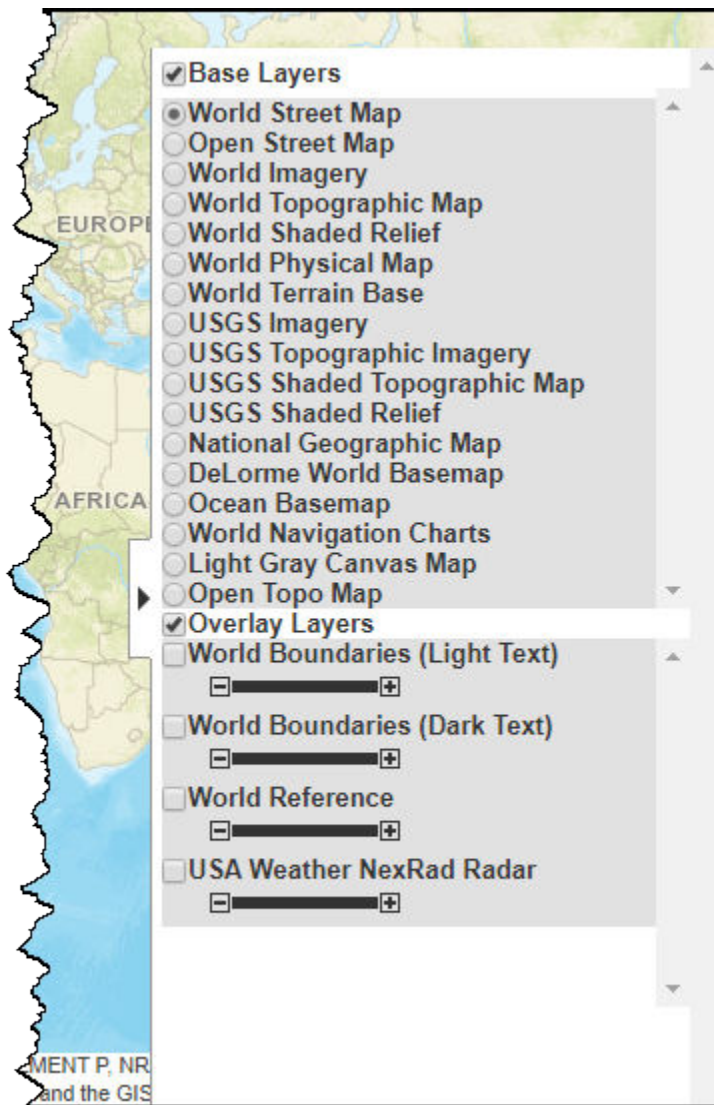 Base Layers
World Street Map
Open Street Map
World Imagery
World Topographic Map
EUROPE
World Shaded Relief
World Physical Map
World Terrain Base
USGS Imagery
USGS Topographic Imagery
USGS Shaded Topographic Map
USGS Shaded Relief
National Geographic Map
DeLorme World Basemap
AFRICA
Ocean Basemap
World Navigation Charts
Light Gray Canvas Map
Open Topo Map
Overlay Layers
World Boundaries (Light Text)
World Boundaries (Dark Text)
World Reference
USA Weather NexRad Radar
MENT P, NR
and the GIS